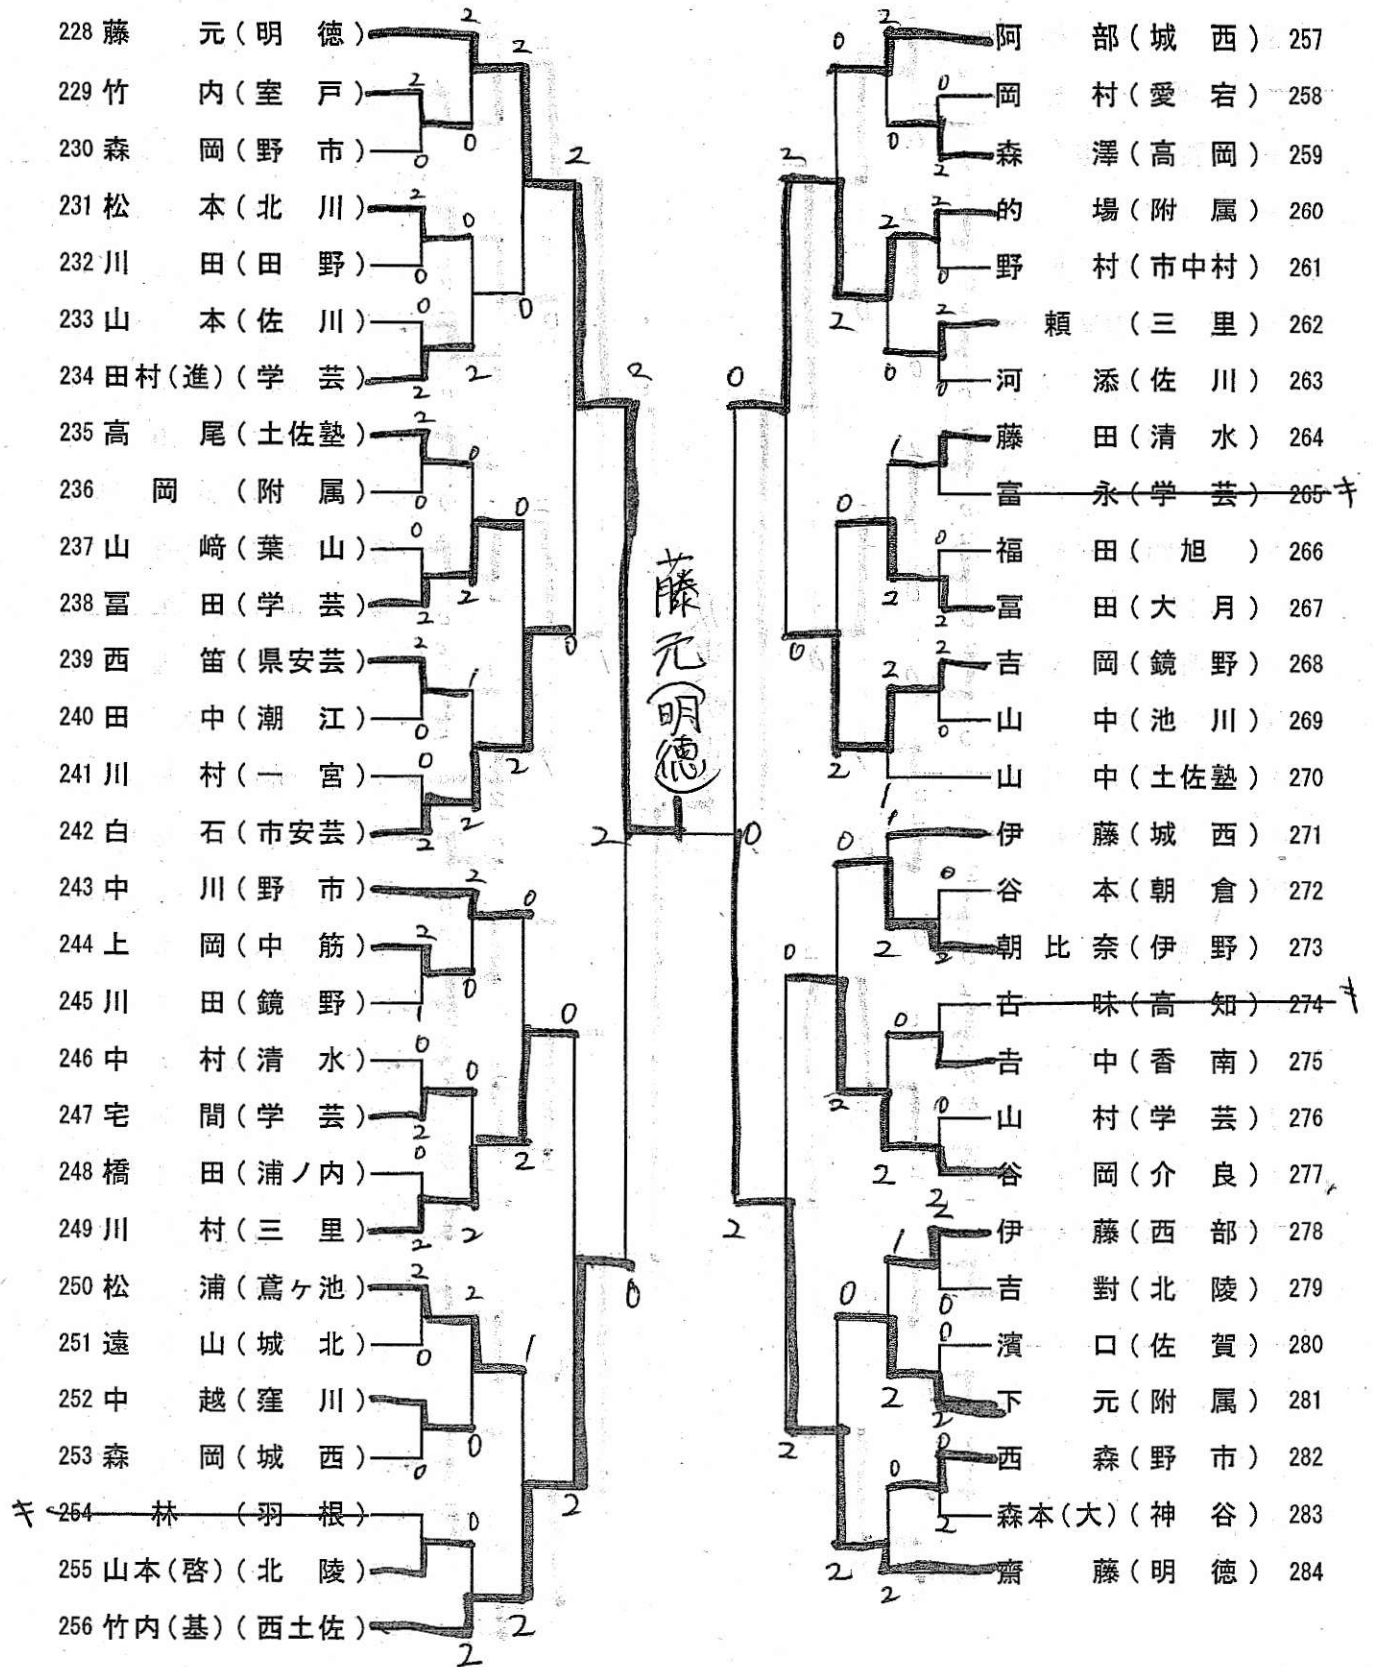 228 藤 元(明 徳)
229 竹 内(室 戸)
230 森 岡(野 市)
231 松 本(北 川)
232 川 田(田 野)
233 山 本(佐 川)
234 田村(進)(学 芸)
235 高 尾(土佐塾)
236 岡 (附 属)
237 山 﨑(葉 山)
238 冨 田(学 芸)
239 西 笛(県安芸)
240 田 中(潮 江)
241 川 村(一 宮)
242 白 石(市安芸)
243 中 川(野 市)
244 上 岡(中 筋)
245 川 田(鏡 野)
246 中 村(清 水)
247 宅 間(学 芸)
248 橋 田(浦ノ内)
249 川 村(三 里)
250 松 浦(鳶ヶ池)
251 遠 山(城 北)
252 中 越(窪 川)
253 森 岡(城 西)
キ 254 林 (羽 根)
255 山本(啓)(北 陵)
256 竹内(基)(西土佐)
藤元(明徳)
阿 部(城 西) 257
岡 村(愛 宕) 258
森 澤(高 岡) 259
的 場(附 属) 260
野 村(市中村) 261
頼 (三 里) 262
河 添(佐 川) 263
藤 田(清 水) 264
富 永(学 芸) 265 キ
福 田( 旭 ) 266
冨 田(大 月) 267
吉 岡(鏡 野) 268
山 中(池 川) 269
山 中(土佐塾) 270
伊 藤(城 西) 271
谷 本(朝 倉) 272
朝 比 奈(伊 野) 273
古 味(高 知) 274 キ
吉 中(香 南) 275
山 村(学 芸) 276
谷 岡(介 良) 277
伊 藤(西 部) 278
吉 對(北 陵) 279
濱 口(佐 賀) 280
下 元(附 属) 281
西 森(野 市) 282
森本(大)(神 谷) 283
齋 藤(明 徳) 284